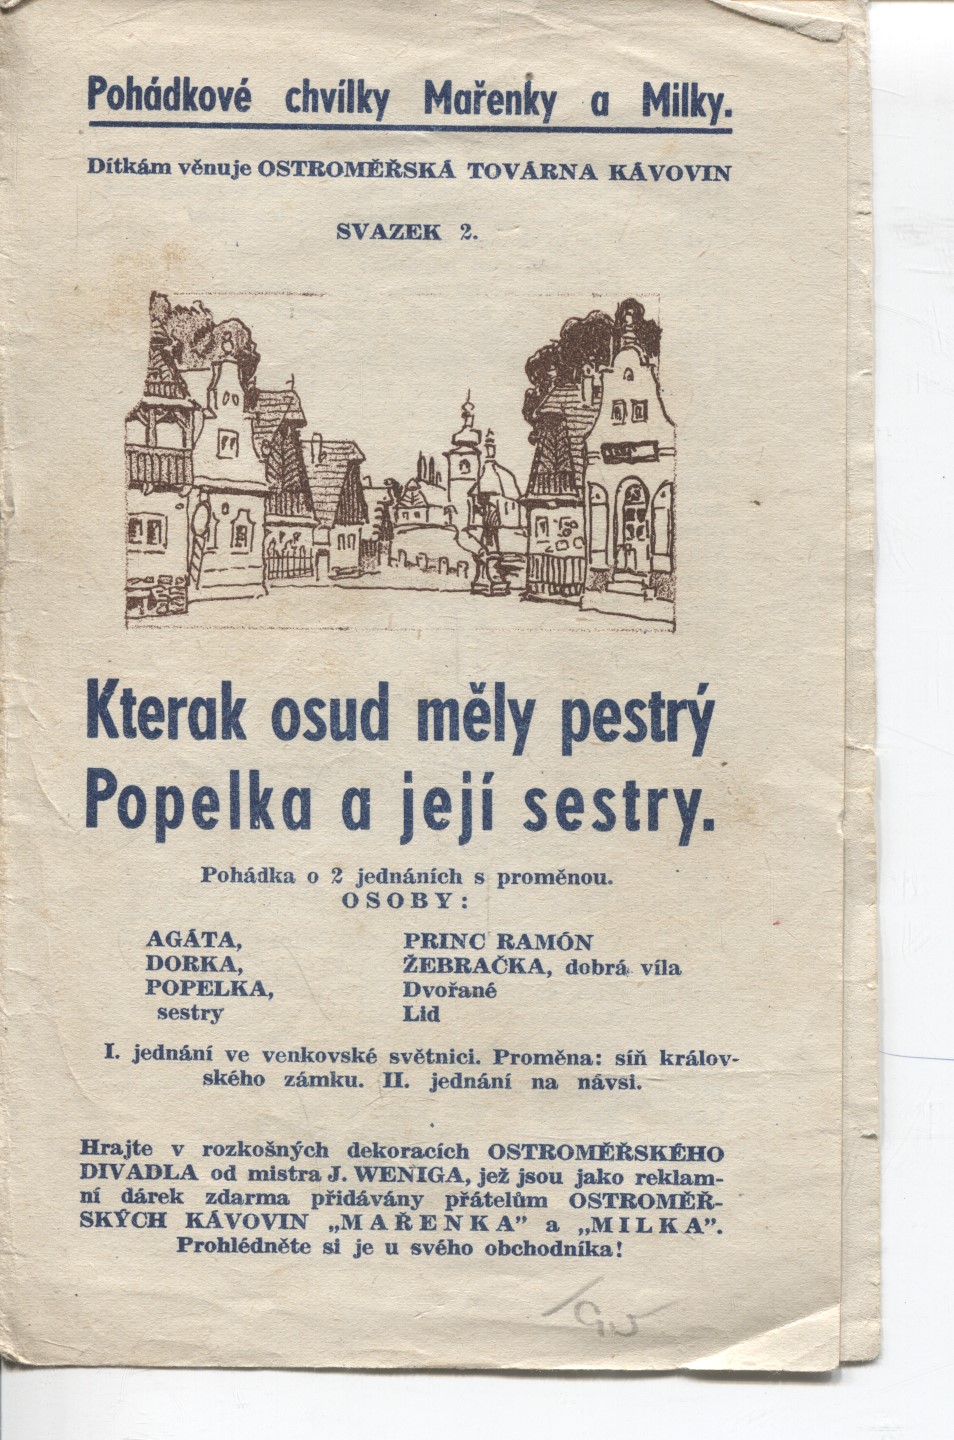 Pohádkové chvílky Mařenky a Milky.
Dítkám věnuje OSTROMĚŘSKÁ TOVÁRNA KÁVOVIN
SVAZEK 2.
Kterak osud měly pestrý
Popelka a její sestry.
Pohádka o 2 jednáních s proměnou.
OSOBY:
AGÁTA,
DORKA,
POPELKA,
sestry
PRINC RAMÓN
ŽEBRAČKA, dobrá víla
Dvořané
Lid
I. jednání ve venkovské světnici. Proměna: síň králov-
ského zámku. II. jednání na návsi.
Hrajte v rozkošných dekoracích OSTROMĚŘSKÉHO
DIVADLA od mistra J. WENIGA, jež jsou jako reklam-
ní dárek zdarma přidávány přátelům OSTROMĚŘ-
SKÝCH KÁVOVIN „MAŘENKA” a „MILKA”.
Prohlédněte si je u svého obchodníka!